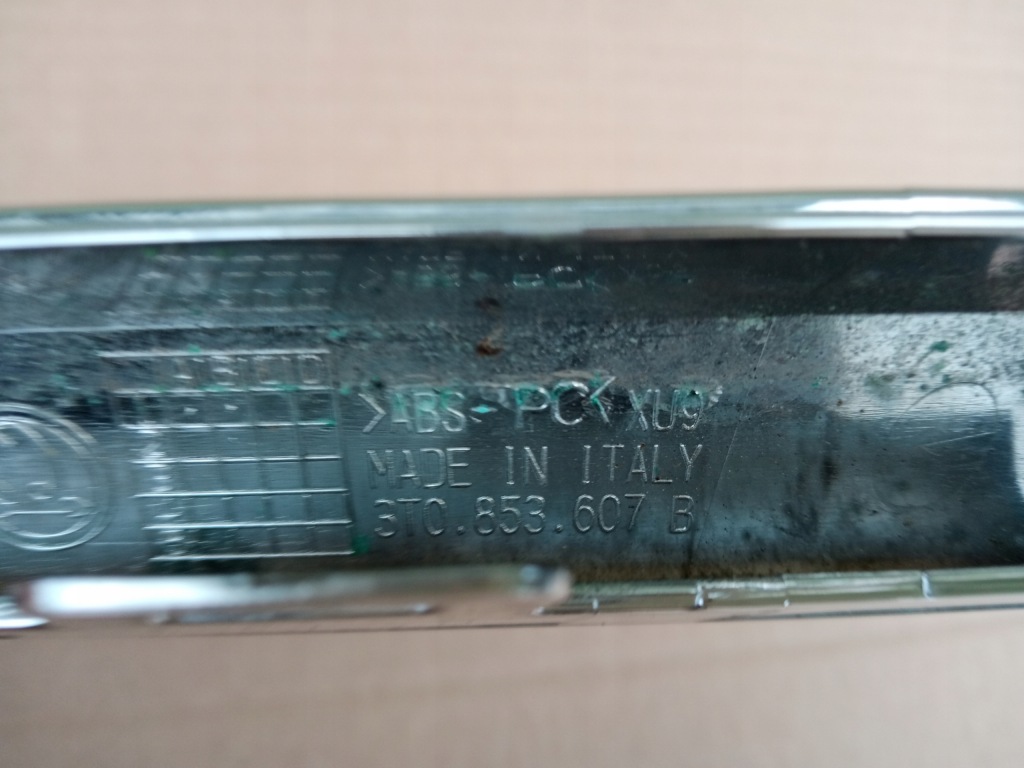 >ABS-PC< XU9
MADE IN ITALY
3T0.853.607 B